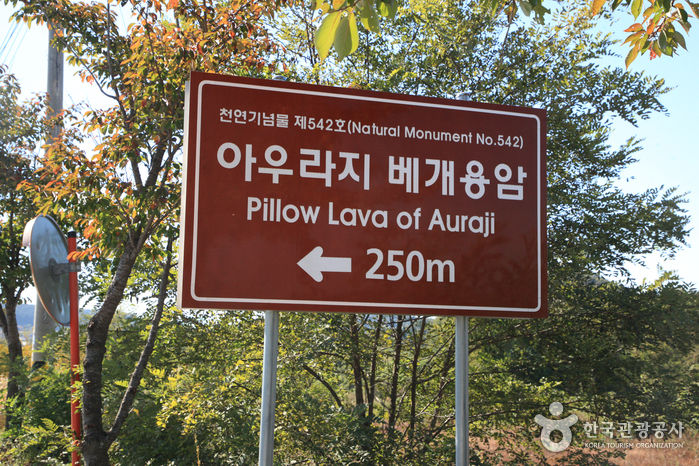 천연기념물 제542호(Natural Monument No.542)
아우라지 베개용암
Pillow Lava of Auraji
250m
한국관광공사
KOREA TOURISM ORGANIZATION